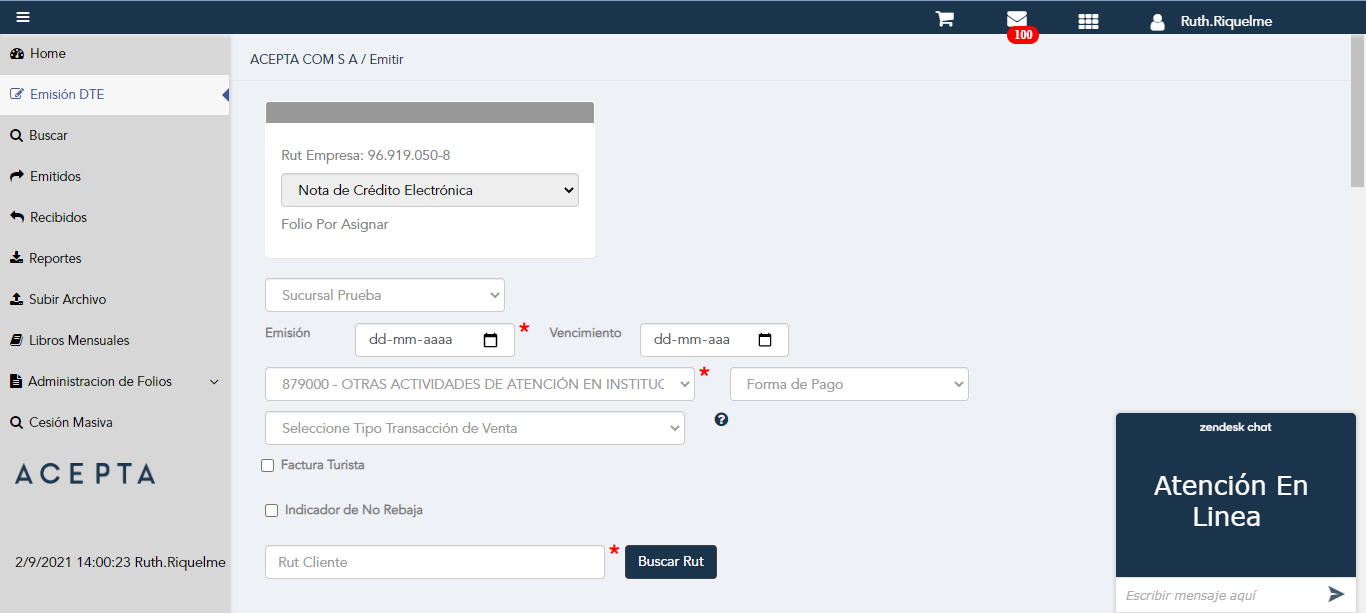 100
Ruth.Riquelme
Home
Emisión DTE
Buscar
Emitidos
Recibidos
Reportes
Subir Archivo
Libros Mensuales
Administracion de Folios
Cesión Masiva
ACEPTA
2/9/2021 14:00:23 Ruth.Riquelme
ACEPTA COM S A / Emitir
Rut Empresa: 96.919.050-8
Nota de Crédito Electrónica
Folio Por Asignar
Sucursal Prueba
Emisión dd-mm-aaaa * Vencimiento dd-mm-aaa
879000 - OTRAS ACTIVIDADES DE ATENCIÓN EN INSTITUC * Forma de Pago
Seleccione Tipo Transacción de Venta ?
Factura Turista
Indicador de No Rebaja
Rut Cliente * Buscar Rut
zendesk chat
Atención En
Linea
Escribir mensaje aquí